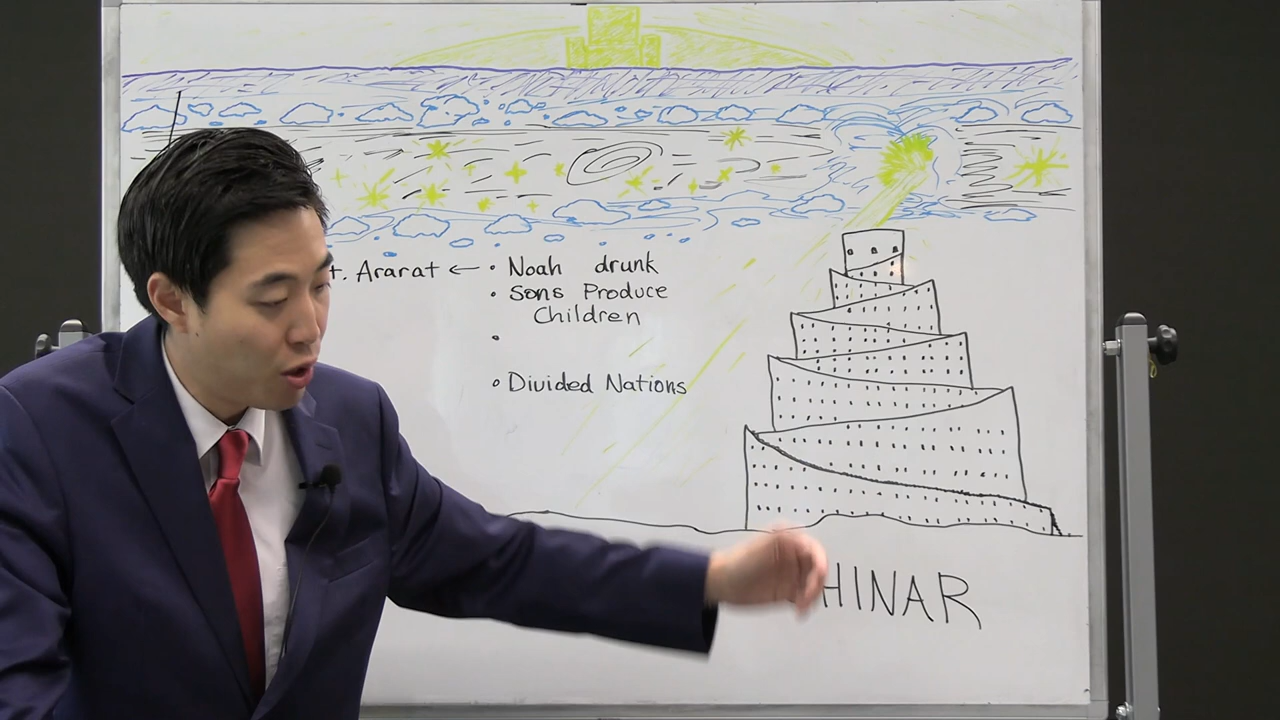 t. Ararat ← • Noah drunk
• Sons Produce
Children
•
• Divided Nations
HINAR